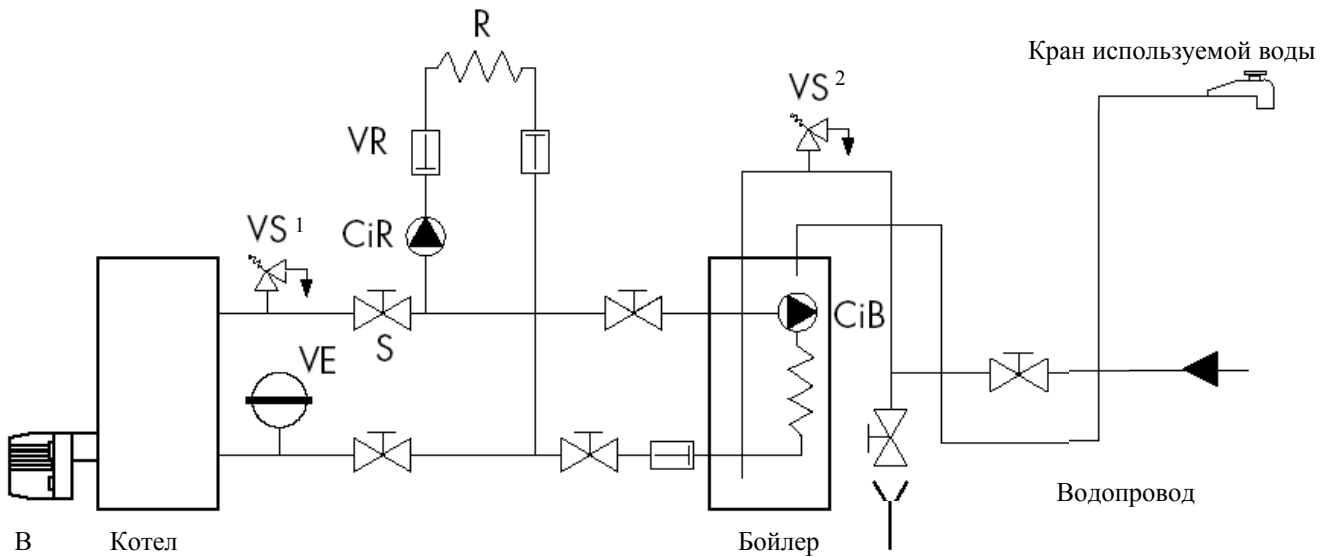 R
Кран используемой воды
VS 2
VR
VS 1
CiR
CiB
S
VE
Водопровод
В
Котел
Бойлер